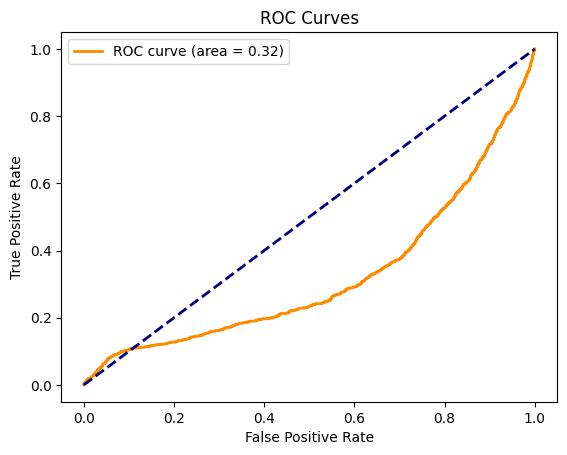 ROC Curves
ROC curve (area = 0.32)
True Positive Rate
1.0
0.8
0.6
0.4
0.2
0.0
0.0 0.2 0.4 0.6 0.8 1.0
False Positive Rate